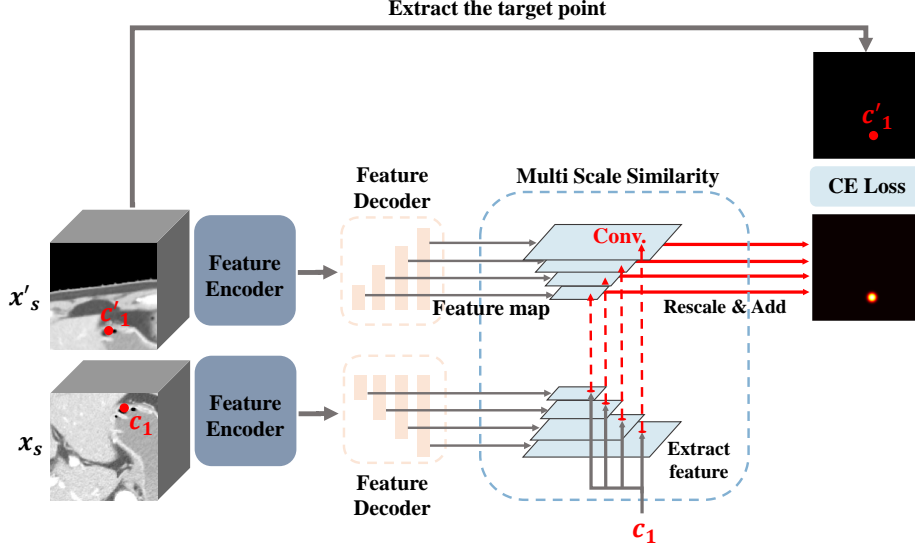 Extract the target point
c'₁
CE Loss
Multi Scale Similarity
Feature
Decoder
Conv.
Feature
Encoder
x'ₛ
c'₁
Feature map
Rescale & Add
Feature
Encoder
xₛ
c₁
Extract
feature
Feature
Decoder
c₁